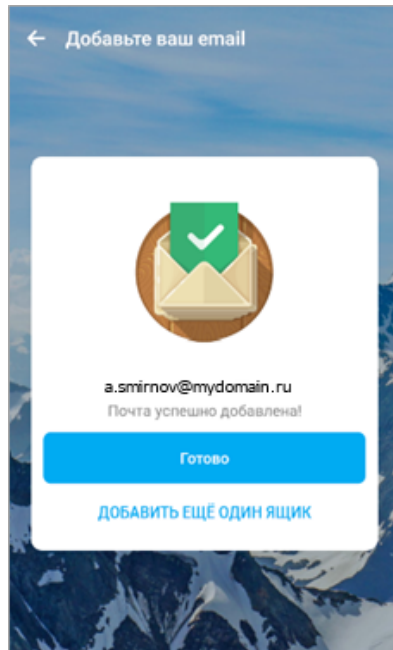 Добавьте ваш email
a.smirnov@mydomain.ru
Почта успешно добавлена!
Готово
ДОБАВИТЬ ЕЩЁ ОДИН ЯЩИК